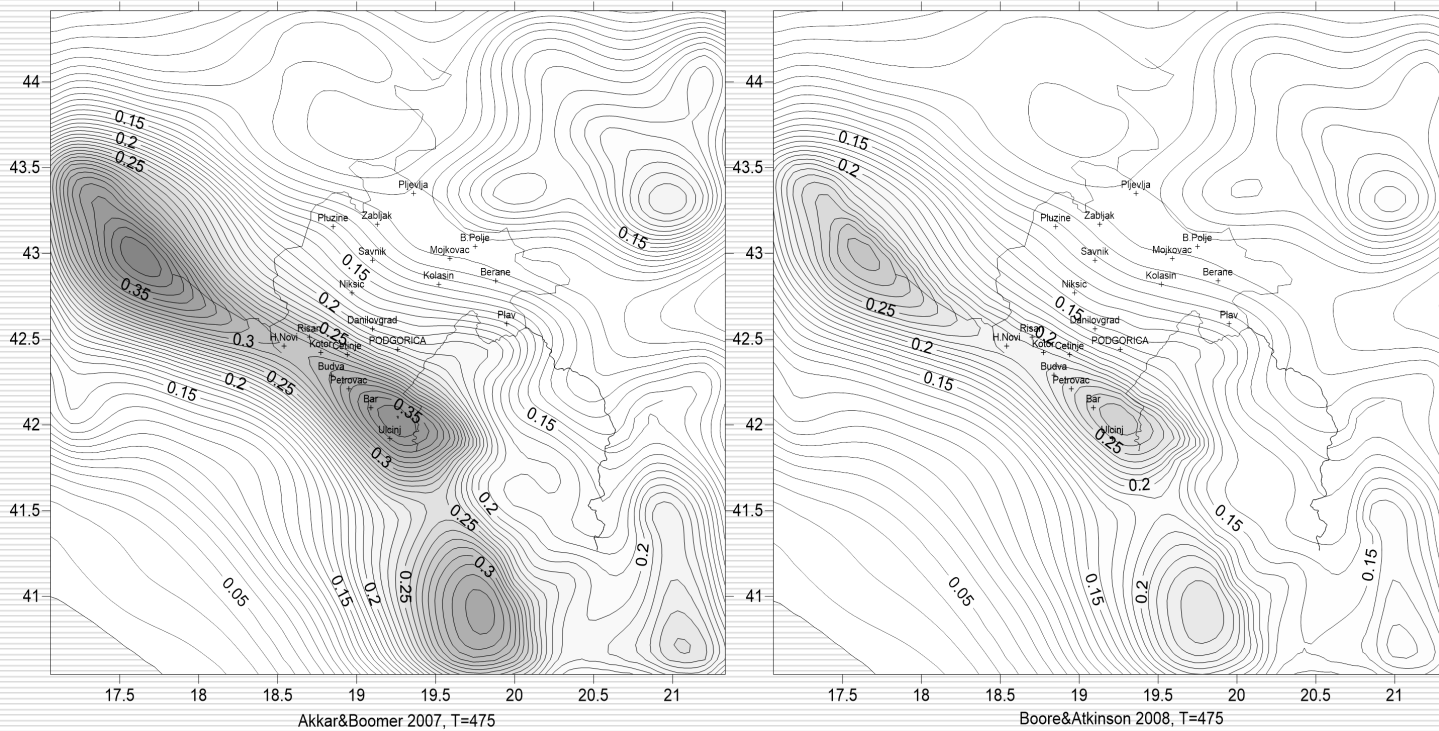 44
43.5
43
42.5
42
41.5
41
0.15
0.2
0.25
0.35
0.3
0.15
0.2
0.25
0.15
0.2
0.25
0.35
0.3
0.15
0.2
0.25
0.3
0.2
0.05
0.15
0.2
0.25
0.15
Pljevlja
Pluzine
Zabljak
B.Polje
Savnik
Mojkovac
Kolasin
Berane
Niksic
Plav
Danilovgrad
Risan
H.Novi
Kotor
Cetinje
PODGORICA
Budva
Petrovac
Bar
Ulcinj
17.5
18
18.5
19
19.5
20
20.5
21
Akkar&Boomer 2007, T=475
44
43.5
43
42.5
42
41.5
41
0.15
0.2
0.25
0.2
0.15
0.15
0.2
0.25
0.2
0.15
0.05
0.15
0.2
0.15
0.15
Pljevlja
Pluzine
Zabljak
B.Polje
Savnik
Mojkovac
Kolasin
Berane
Niksic
Plav
Danilovgrad
Risan
H.Novi
Kotor
Cetinje
PODGORICA
Budva
Petrovac
Bar
Ulcinj
17.5
18
18.5
19
19.5
20
20.5
21
Boore&Atkinson 2008, T=475